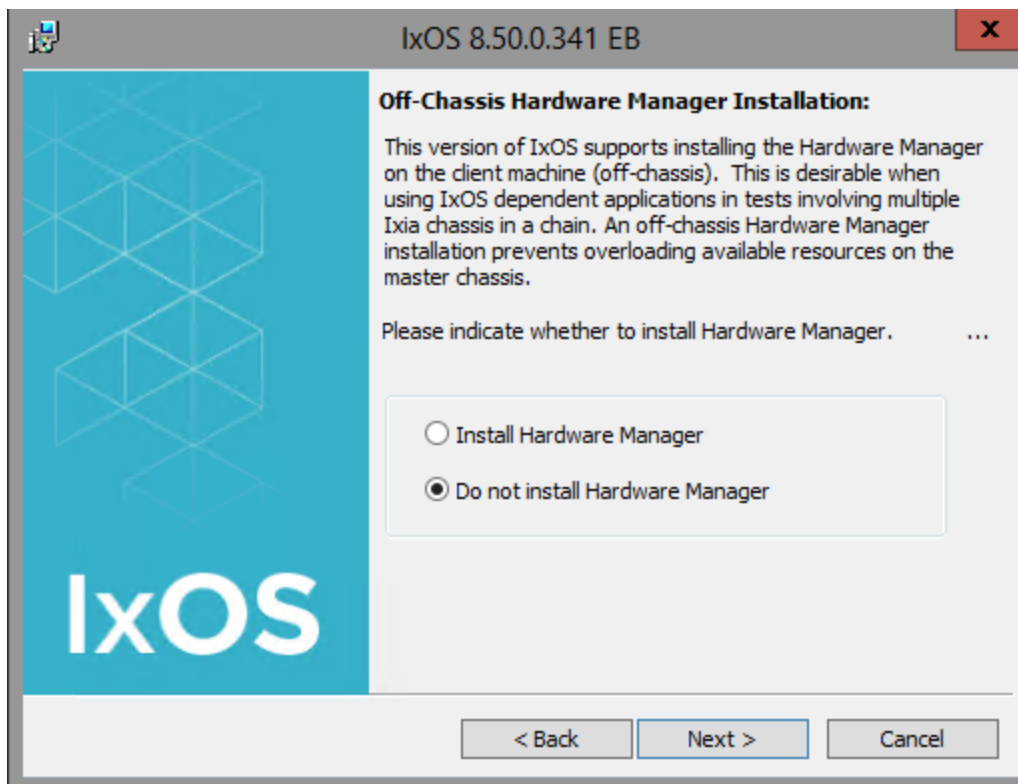 IxOS 8.50.0.341 EB
x
Off-Chassis Hardware Manager Installation:
This version of IxOS supports installing the Hardware Manager
on the client machine (off-chassis). This is desirable when
using IxOS dependent applications in tests involving multiple
Ixia chassis in a chain. An off-chassis Hardware Manager
installation prevents overloading available resources on the
master chassis.
Please indicate whether to install Hardware Manager. ...
Install Hardware Manager
Do not install Hardware Manager
IxOS
< Back
Next >
Cancel